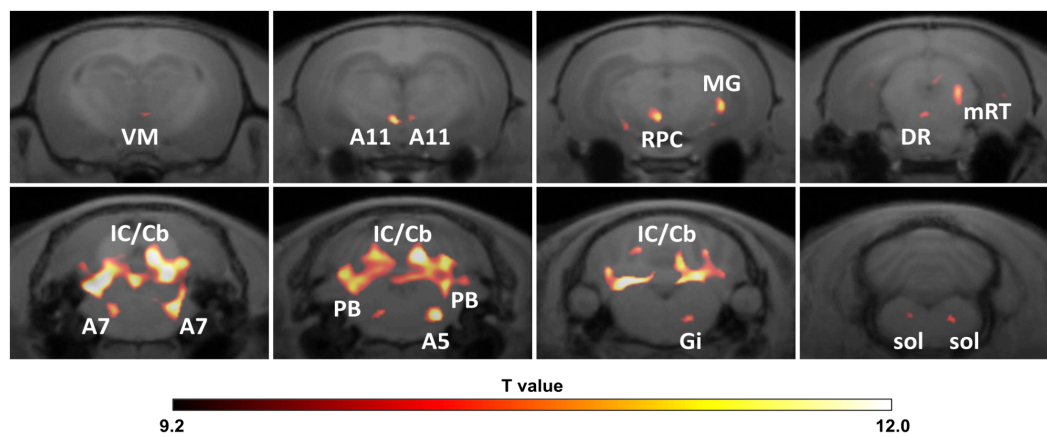 VM
A11 A11
MG
RPC
mRT
DR
IC/Cb
A7 A7
IC/Cb
PB PB
A5
IC/Cb
Gi
sol sol
T value
9.2 12.0